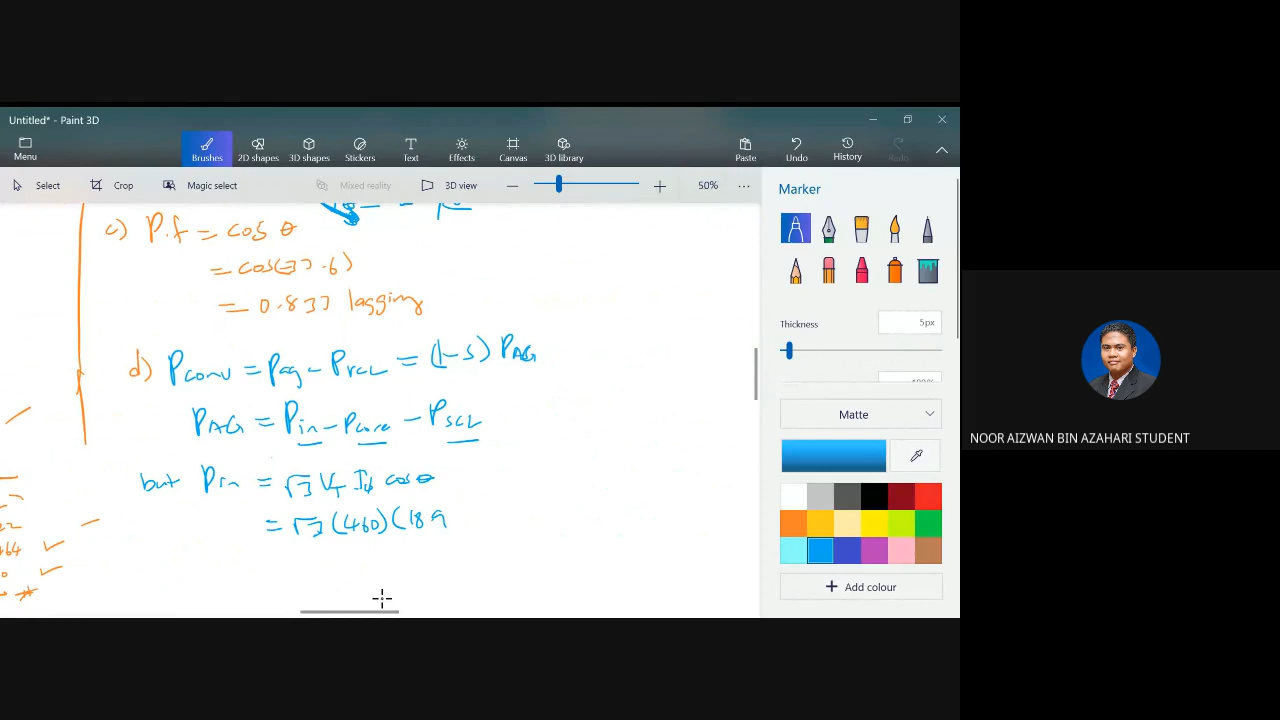 Untitled* - Paint 3D
Menu
Brushes
2D shapes
3D shapes
Stickers
Text
Effects
Canvas
3D library
Paste
Undo
History
Redo
Select
Crop
Magic select
Mixed reality
3D view
50%
Marker
Thickness
5px
Matte
Add colour
c) P.f = cos θ
= cos(37.6)
= 0.833 lagging
d) Pconv = Pag - PRCL = (1-s) PAG
PAG = Pin - Pcore - PSCL
but Pin = √3 VT Iφ cos θ
= √3 (460)(18.9
NOOR AIZWAN BIN AZAHARI STUDENT